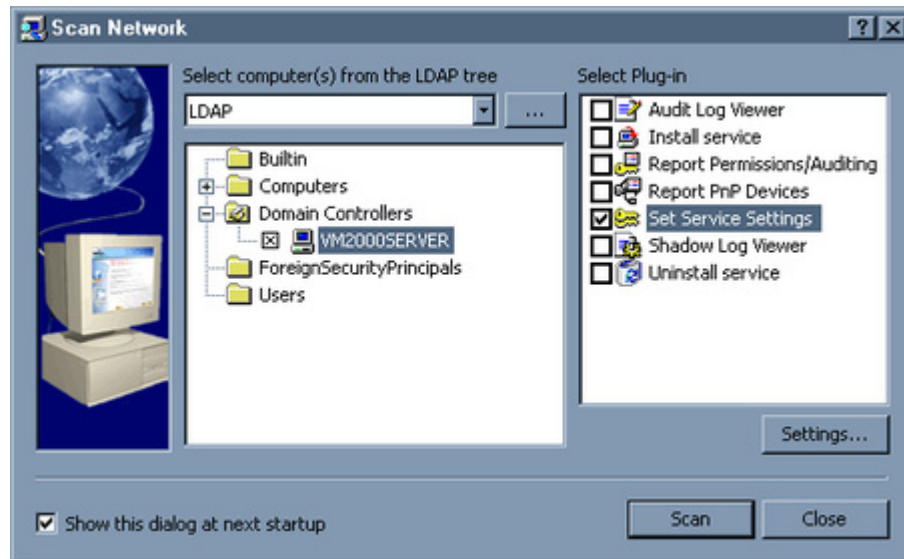 Scan Network
Select computer(s) from the LDAP tree
LDAP
...
Builtin
Computers
Domain Controllers
VM2000SERVER
ForeignSecurityPrincipals
Users
Select Plug-in
Audit Log Viewer
Install service
Report Permissions/Auditing
Report PnP Devices
Set Service Settings
Shadow Log Viewer
Uninstall service
Settings...
Show this dialog at next startup
Scan
Close